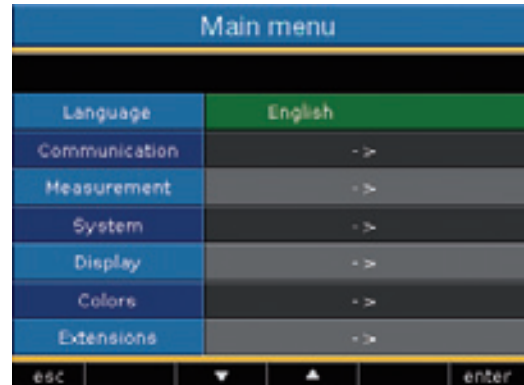 Main menu
Language English
Communication ->
Measurement ->
System ->
Display ->
Colors ->
Extensions ->
esc ▼ ▲ enter